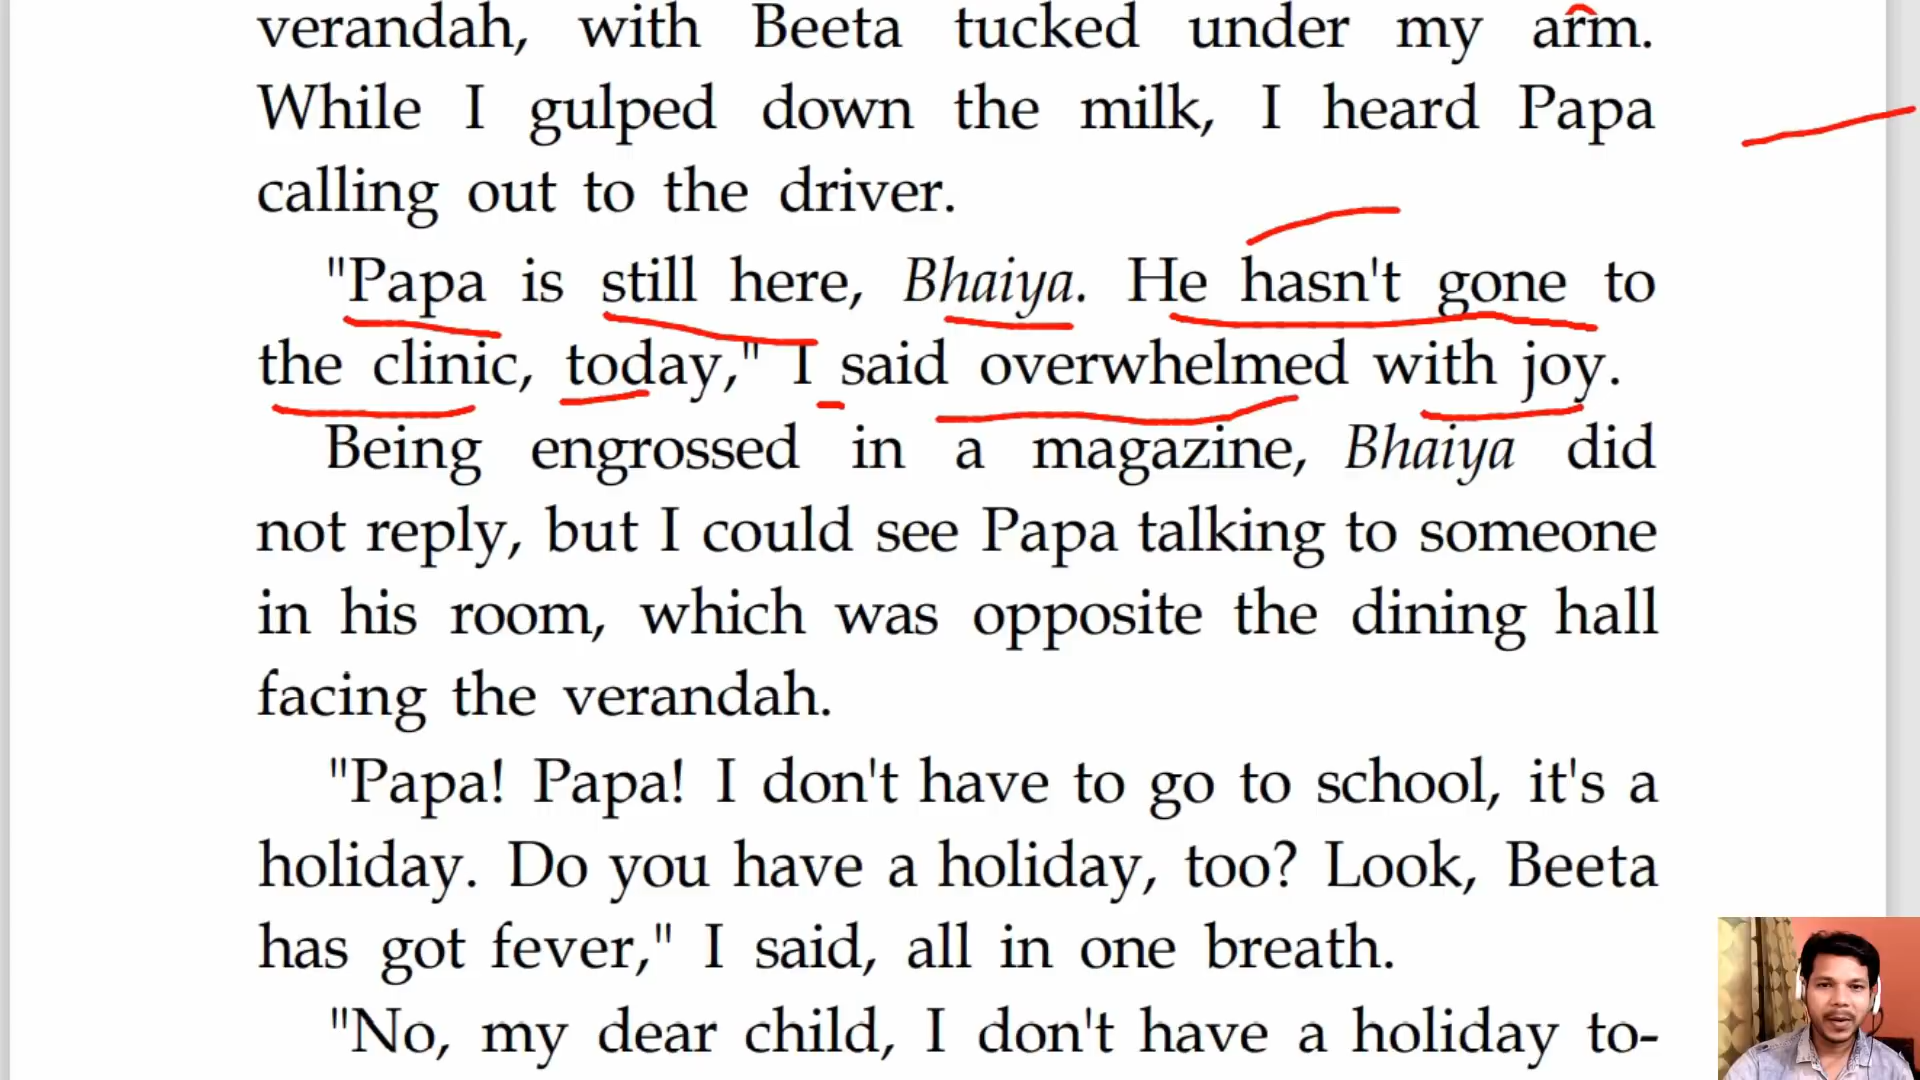 verandah, with Beeta tucked under my arm.
While I gulped down the milk, I heard Papa
calling out to the driver.
"Papa is still here, Bhaiya. He hasn't gone to
the clinic, today," I said overwhelmed with joy.
Being engrossed in a magazine, Bhaiya did
not reply, but I could see Papa talking to someone
in his room, which was opposite the dining hall
facing the verandah.
"Papa! Papa! I don't have to go to school, it's a
holiday. Do you have a holiday, too? Look, Beeta
has got fever," I said, all in one breath.
"No, my dear child, I don't have a holiday to-